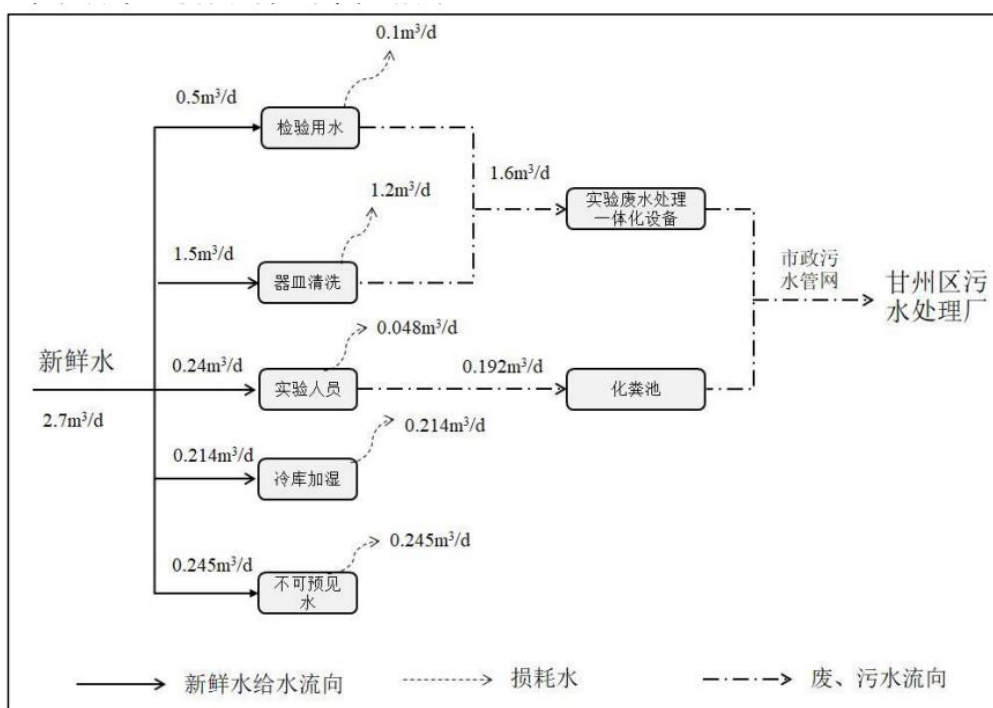 0.1m³/d
0.5m³/d
检验用水
1.6m³/d
1.2m³/d
实验废水处理
一体化设备
1.5m³/d
器皿清洗
市政污
水管网
甘州区污
水处理厂
0.048m³/d
新鲜水
0.24m³/d
实验人员
0.192m³/d
化粪池
2.7m³/d
0.214m³/d
0.214m³/d
冷库加湿
0.245m³/d
0.245m³/d
不可预见
水
新鲜水给水流向
损耗水
废、污水流向